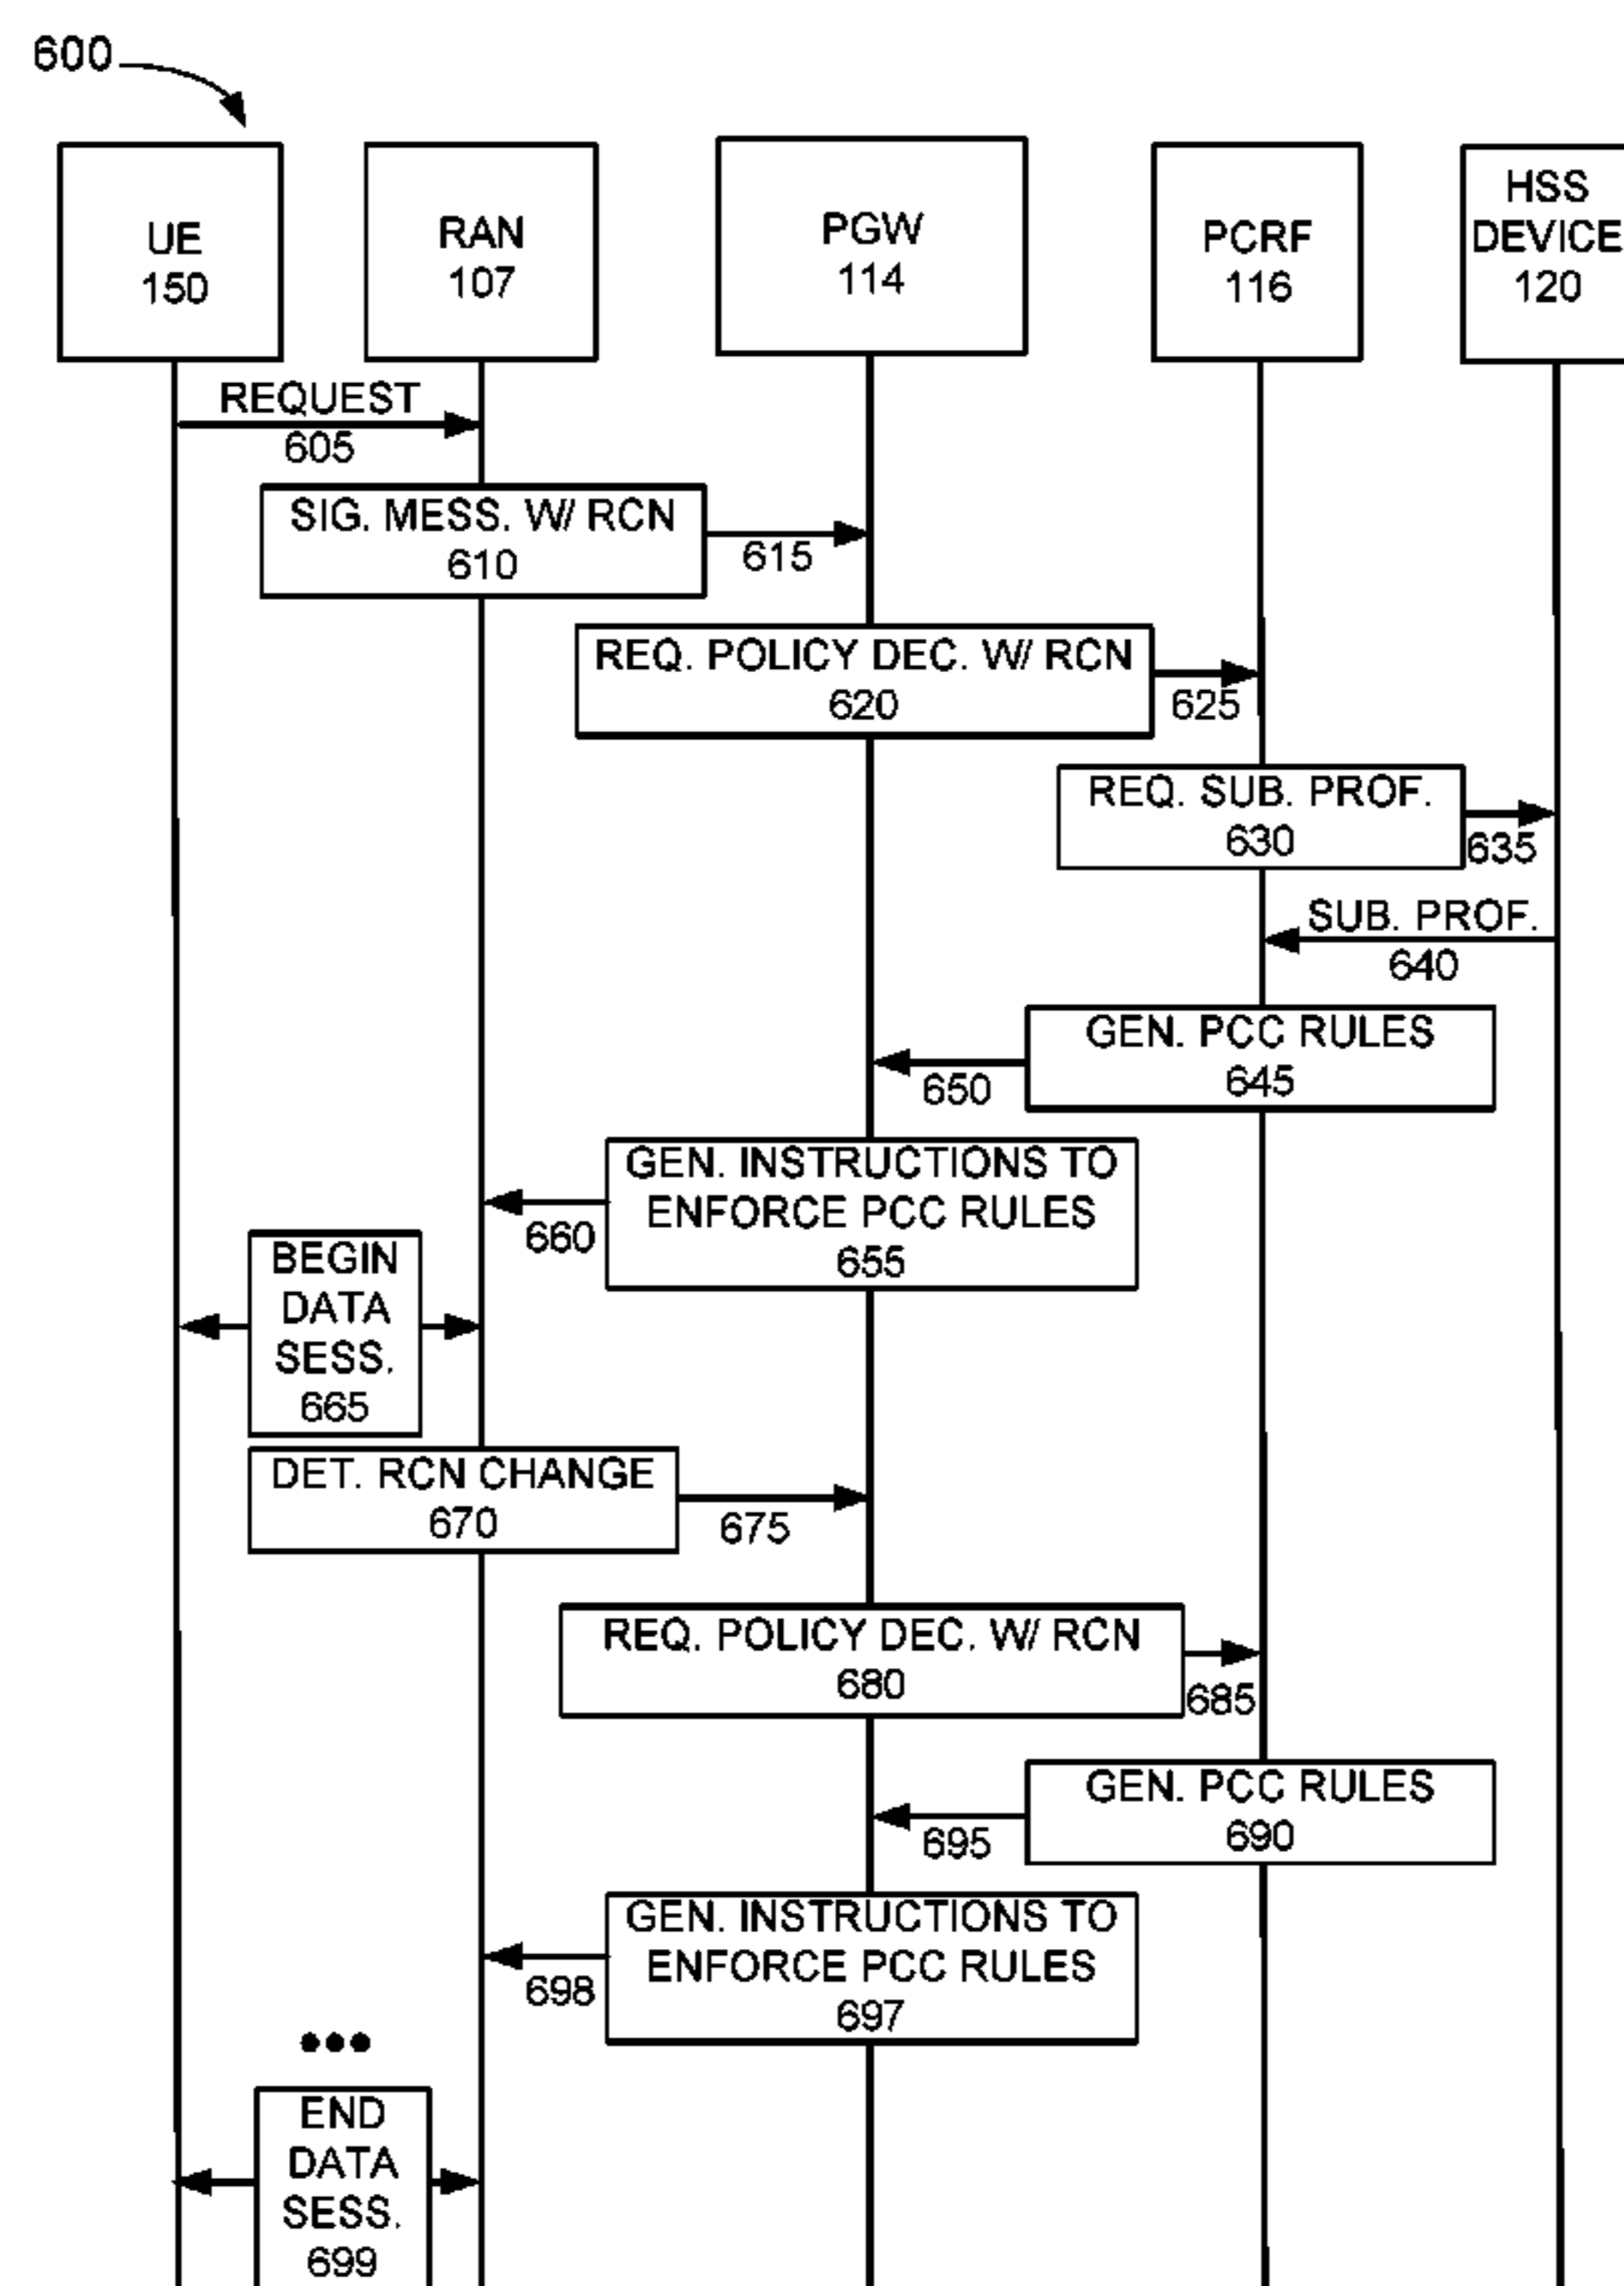 600
UE
150
RAN
107
PGW
114
PCRF
116
HSS
DEVICE
120
REQUEST
605
SIG. MESS. W/ RCN
610
615
REQ. POLICY DEC. W/ RCN
620
625
REQ. SUB. PROF.
630
635
SUB. PROF.
640
GEN. PCC RULES
645
650
GEN. INSTRUCTIONS TO
ENFORCE PCC RULES
655
660
BEGIN
DATA
SESS.
665
DET. RCN CHANGE
670
675
REQ. POLICY DEC. W/ RCN
680
685
GEN. PCC RULES
690
695
GEN. INSTRUCTIONS TO
ENFORCE PCC RULES
697
698
•••
END
DATA
SESS.
699